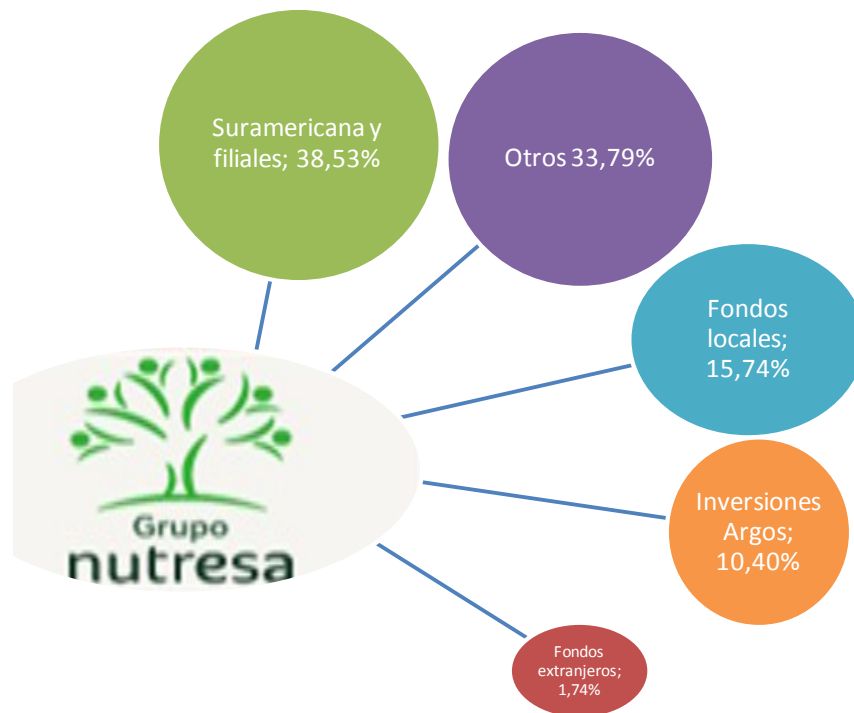 Suramericana y
filiales; 38,53%
Otros 33,79%
Fondos
locales;
15,74%
Inversiones
Argos;
10,40%
Fondos
extranjeros;
1,74%
Grupo
nutresa